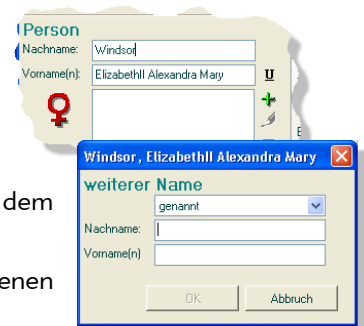 Person
Nachname: Windsor
Vorname(n): ElizabethII Alexandra Mary U
Windsor, ElizabethII Alexandra Mary
weiterer Name
genannt
Nachname:
Vorname(n)
OK Abbruch
dem
enen